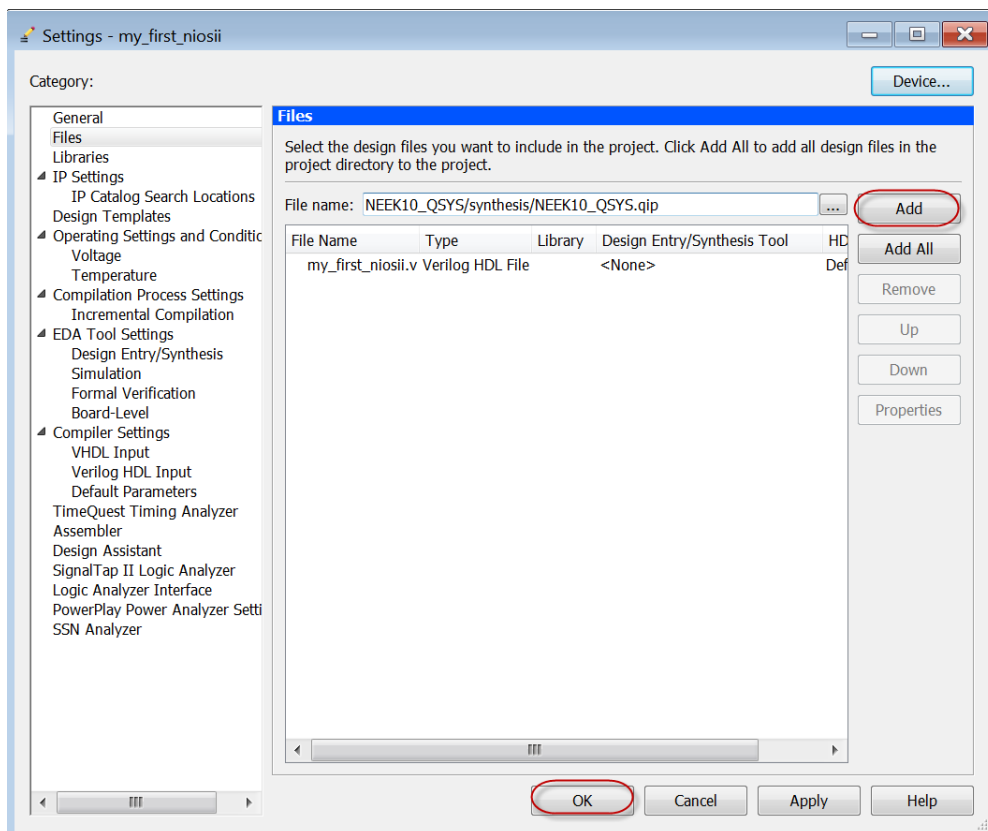 Settings - my_first_niosii
Category:
Device...
General
Files
Libraries
IP Settings
IP Catalog Search Locations
Design Templates
Operating Settings and Conditic
Voltage
Temperature
Compilation Process Settings
Incremental Compilation
EDA Tool Settings
Design Entry/Synthesis
Simulation
Formal Verification
Board-Level
Compiler Settings
VHDL Input
Verilog HDL Input
Default Parameters
TimeQuest Timing Analyzer
Assembler
Design Assistant
SignalTap II Logic Analyzer
Logic Analyzer Interface
PowerPlay Power Analyzer Setti
SSN Analyzer
Files
Select the design files you want to include in the project. Click Add All to add all design files in the
project directory to the project.
File name: NEEK10_QSYS/synthesis/NEEK10_QSYS.qip ... Add
File Name Type Library Design Entry/Synthesis Tool HD
my_first_niosii.v Verilog HDL File <None> Def
Add All
Remove
Up
Down
Properties
OK Cancel Apply Help